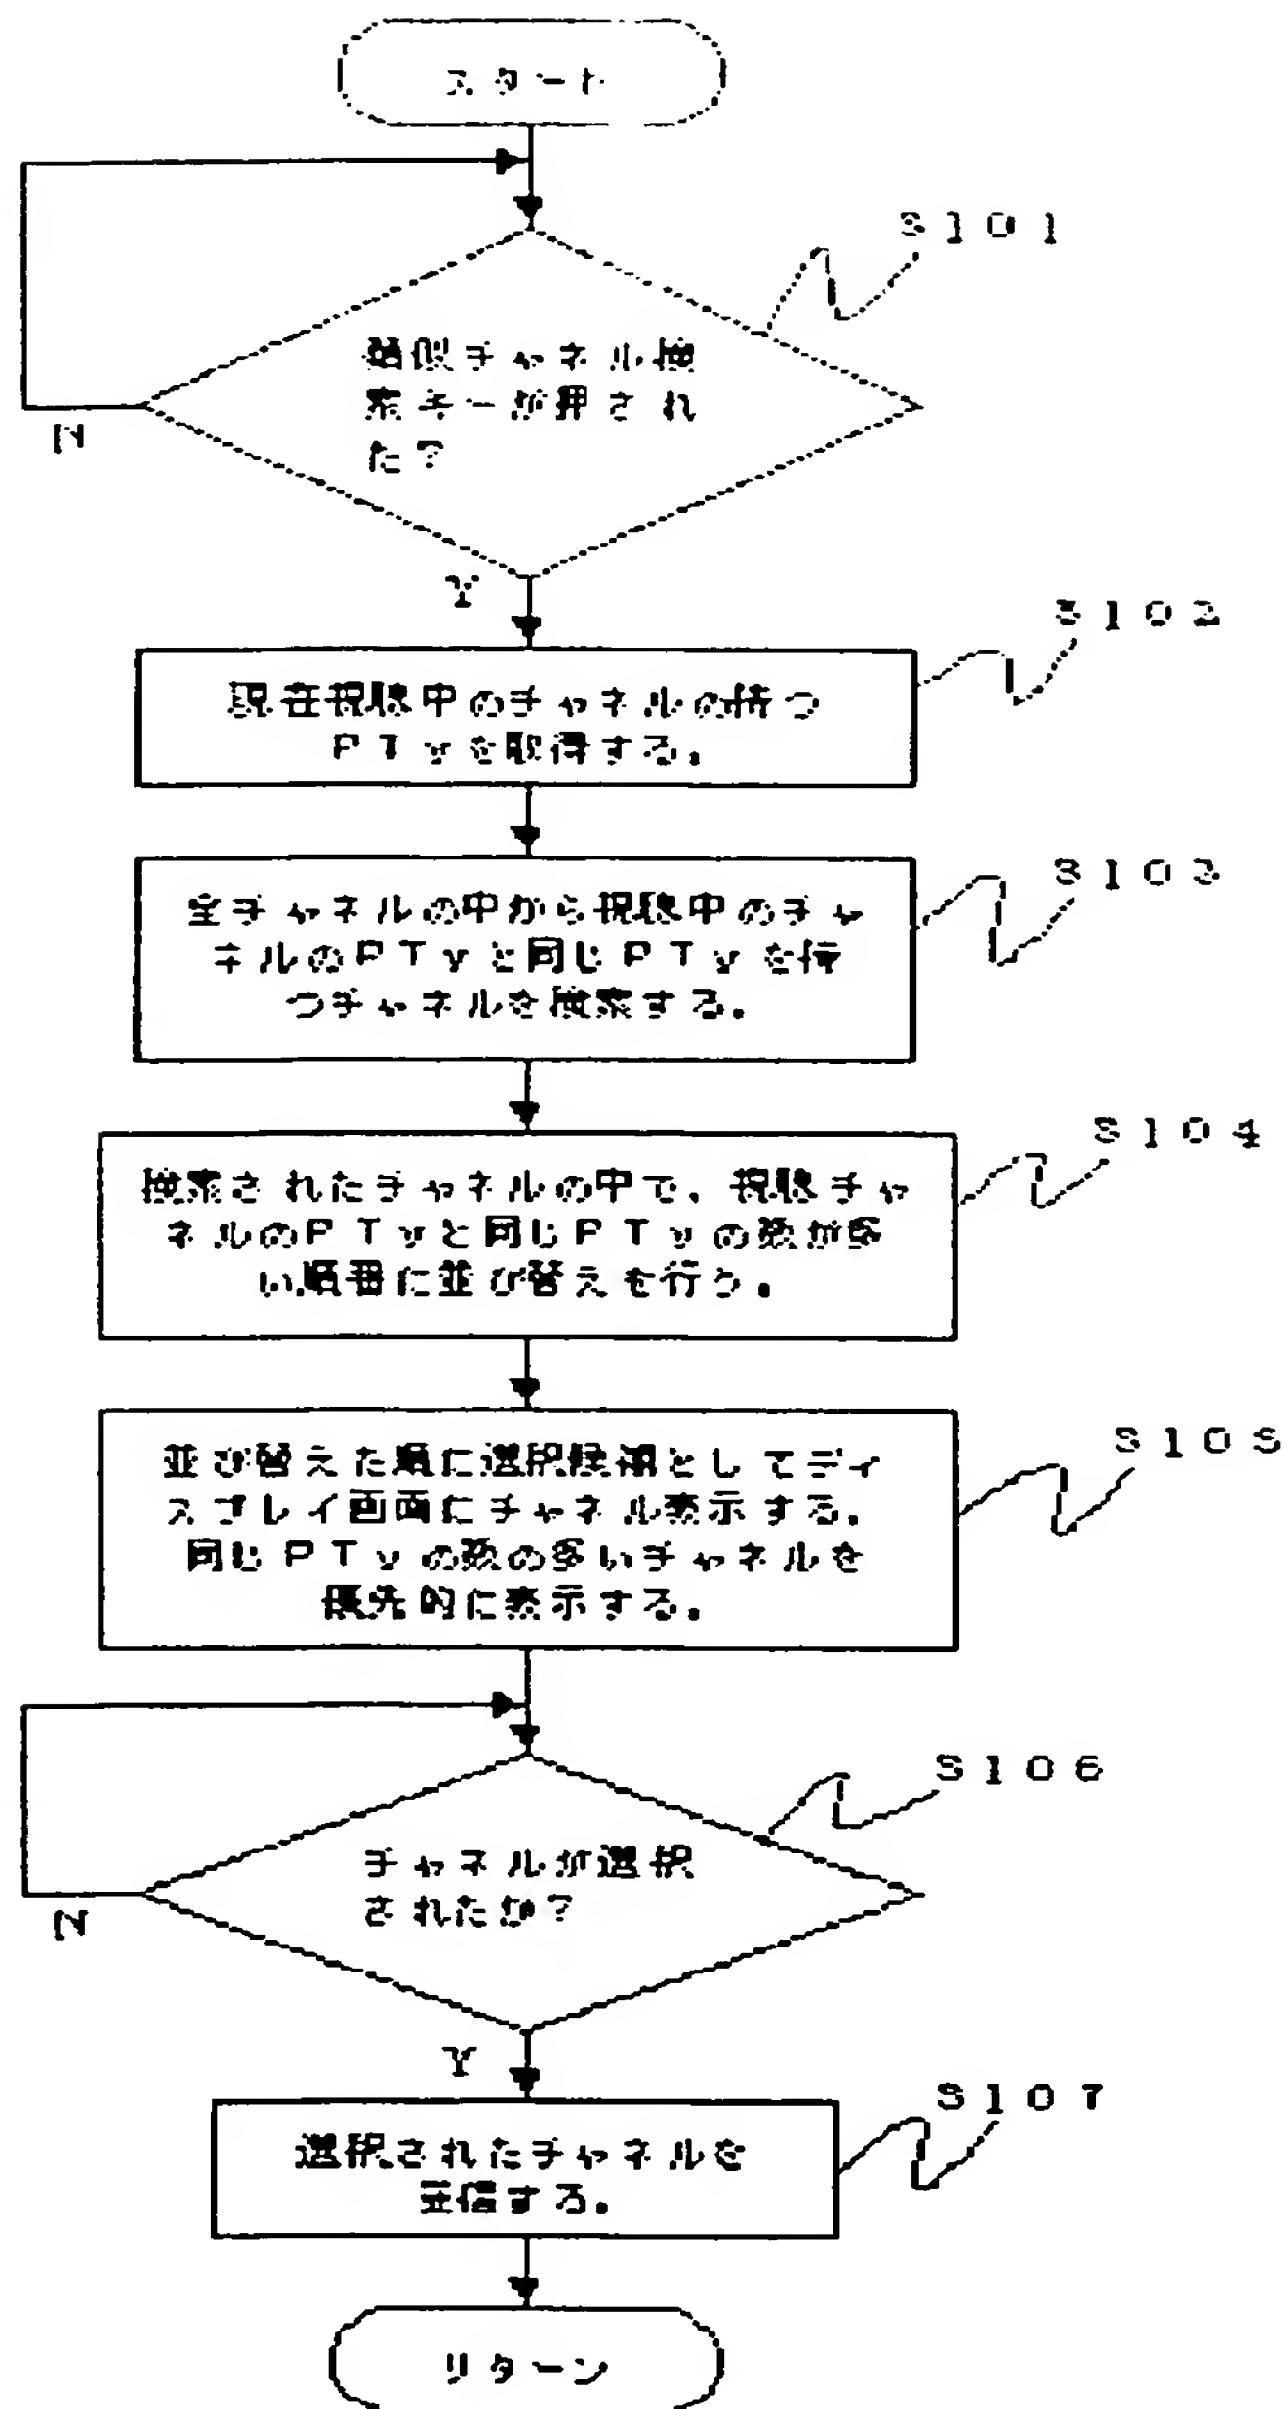 スタート
S101
類似チャネル検
索キーが押され
た?
N
Y
S102
現在視聴中のチャネルの持つ
PTyを取得する。
S103
全チャネルの中から視聴中のチャ
ネルのPTyと同じPTyを持
つチャネルを検索する。
S104
検索されたチャネルの中で、視聴チャ
ネルのPTyと同じPTyの数が多
い順番に並び替えを行う。
S105
並び替えた順に選択候補としてディ
スプレイ画面にチャネル表示する。
同じPTyの数の多いチャネルを
優先的に表示する。
S106
チャネルが選択
されたか?
N
Y
S107
選択されたチャネルを
受信する。
リターン